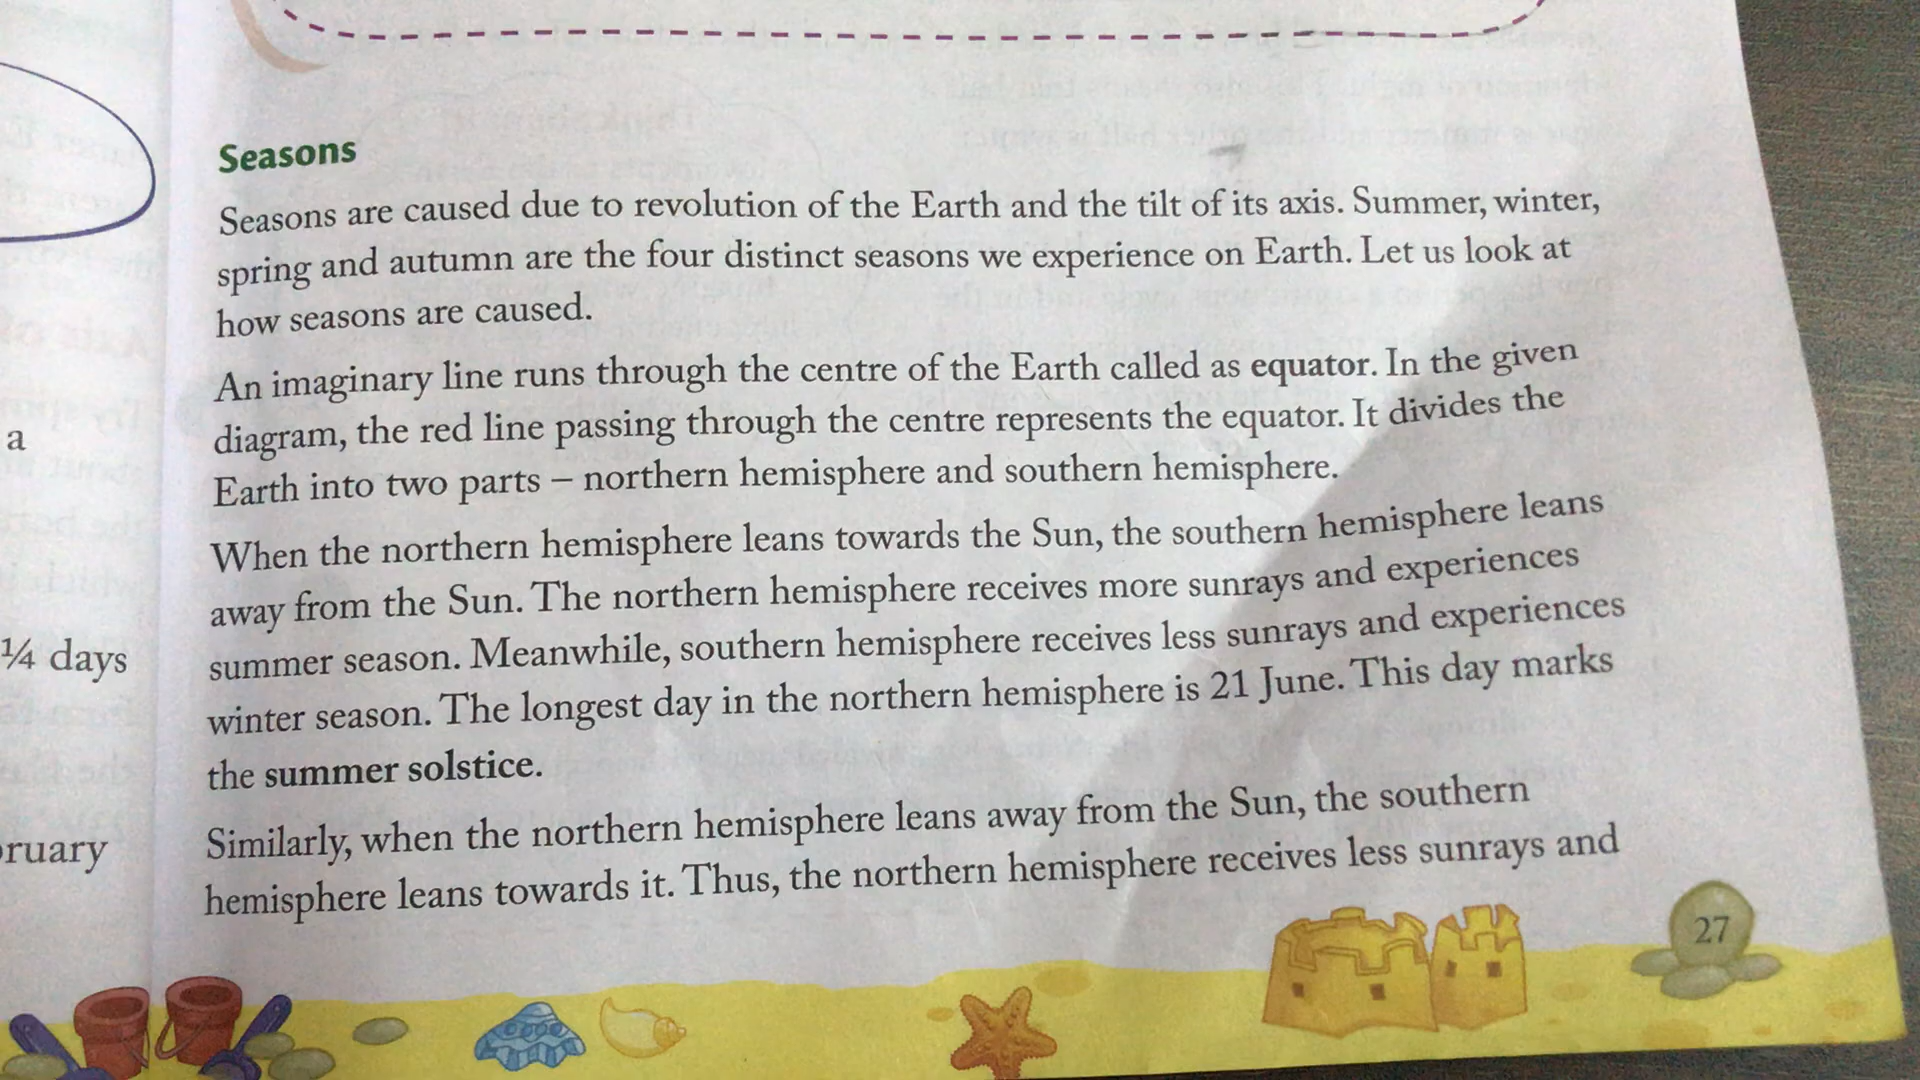 Seasons
Seasons are caused due to revolution of the Earth and the tilt of its axis. Summer, winter,
spring and autumn are the four distinct seasons we experience on Earth. Let us look at
how seasons are caused.
An imaginary line runs through the centre of the Earth called as equator. In the given
diagram, the red line passing through the centre represents the equator. It divides the
Earth into two parts – northern hemisphere and southern hemisphere.
When the northern hemisphere leans towards the Sun, the southern hemisphere leans
away from the Sun. The northern hemisphere receives more sunrays and experiences
summer season. Meanwhile, southern hemisphere receives less sunrays and experiences
winter season. The longest day in the northern hemisphere is 21 June. This day marks
the summer solstice.
Similarly, when the northern hemisphere leans away from the Sun, the southern
hemisphere leans towards it. Thus, the northern hemisphere receives less sunrays and
27
a
¼ days
ruary